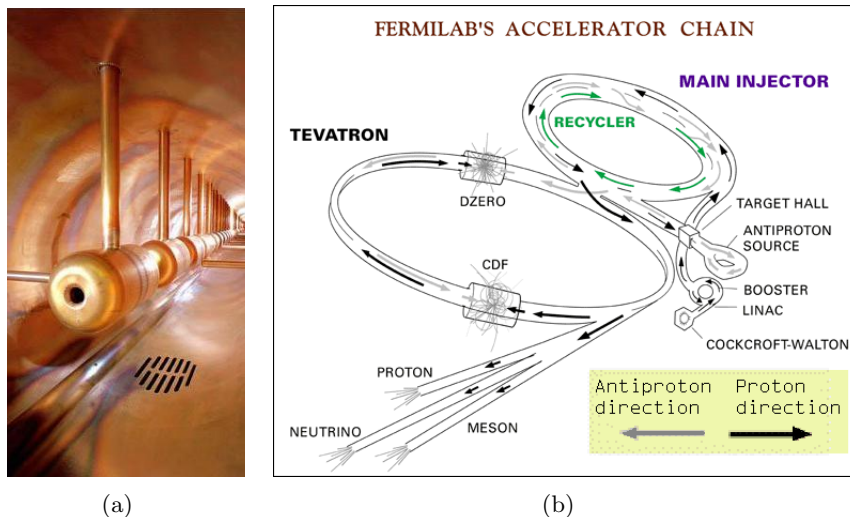 FERMILAB'S ACCELERATOR CHAIN
MAIN INJECTOR
RECYCLER
TEVATRON
DZERO
TARGET HALL
ANTIPROTON
SOURCE
CDF
BOOSTER
LINAC
COCKCROFT-WALTON
PROTON
NEUTRINO
MESON
Antiproton
direction
Proton
direction
(a)
(b)